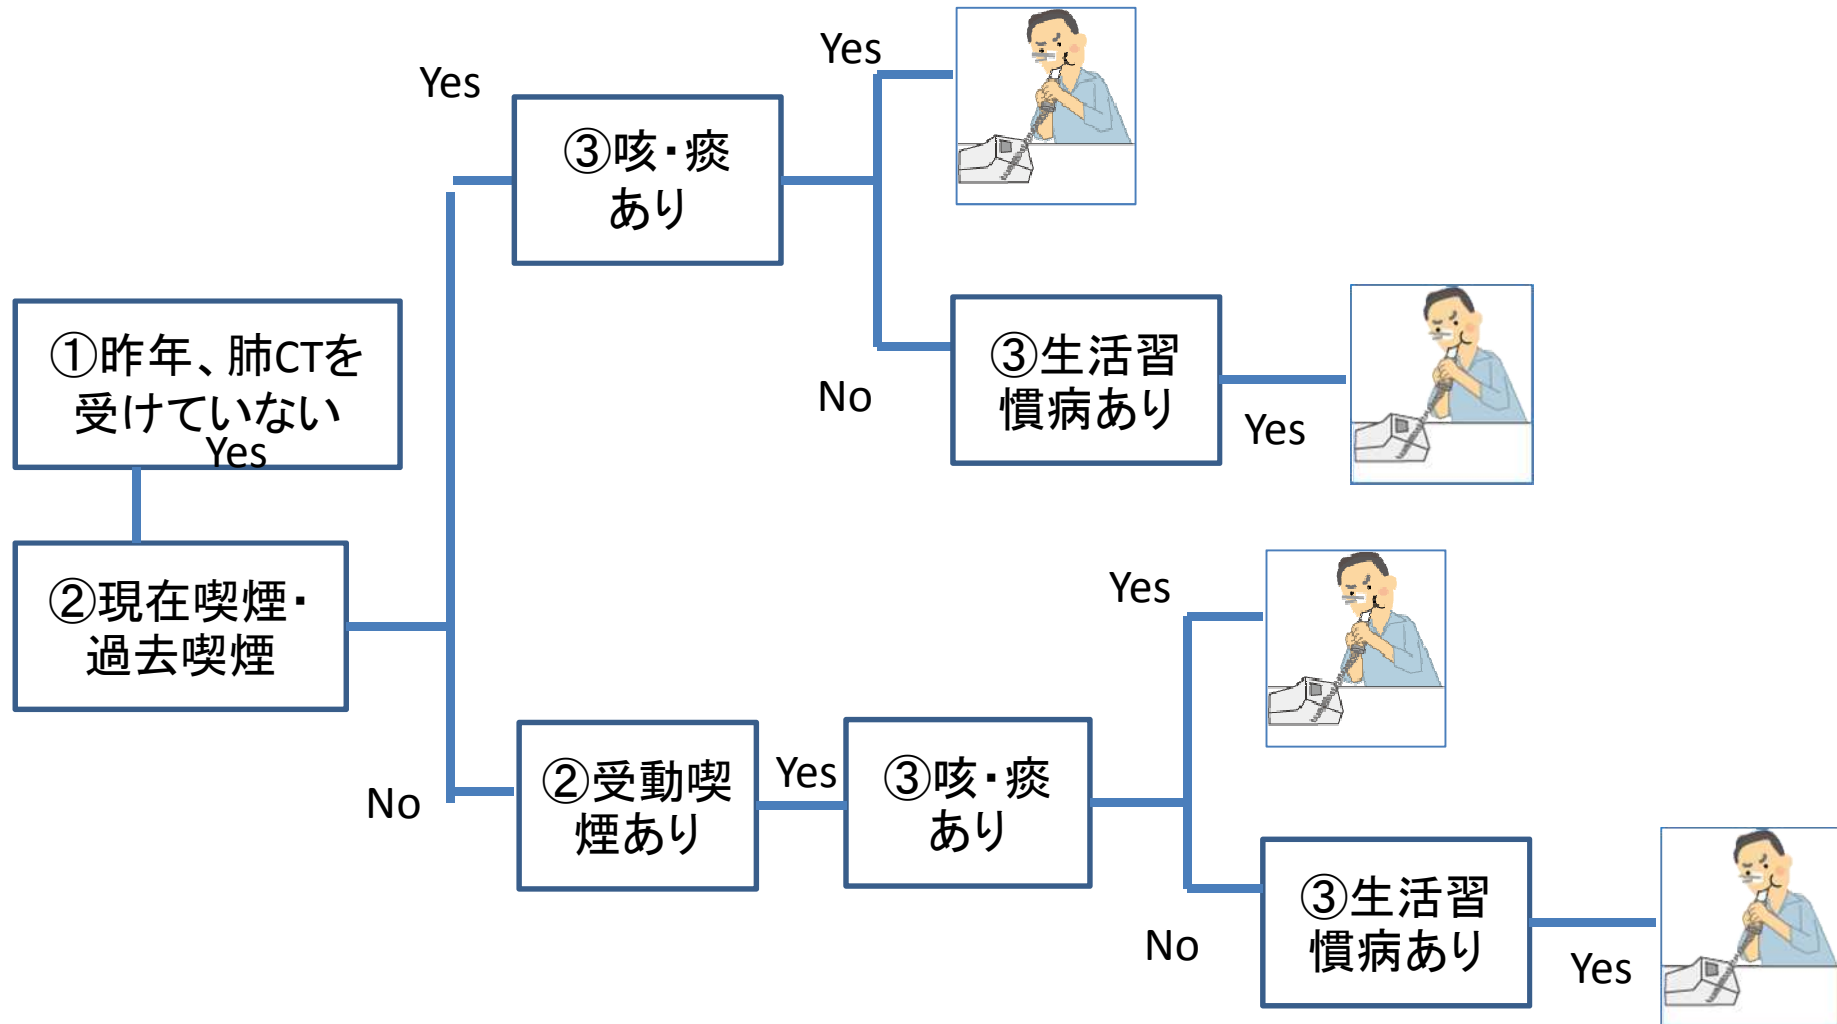 ①昨年、肺CTを
受けていない
Yes
②現在喫煙・
過去喫煙
Yes
③咳・痰
あり
Yes
No
③生活習
慣病あり
Yes
No
②受動喫
煙あり
Yes
③咳・痰
あり
Yes
No
③生活習
慣病あり
Yes